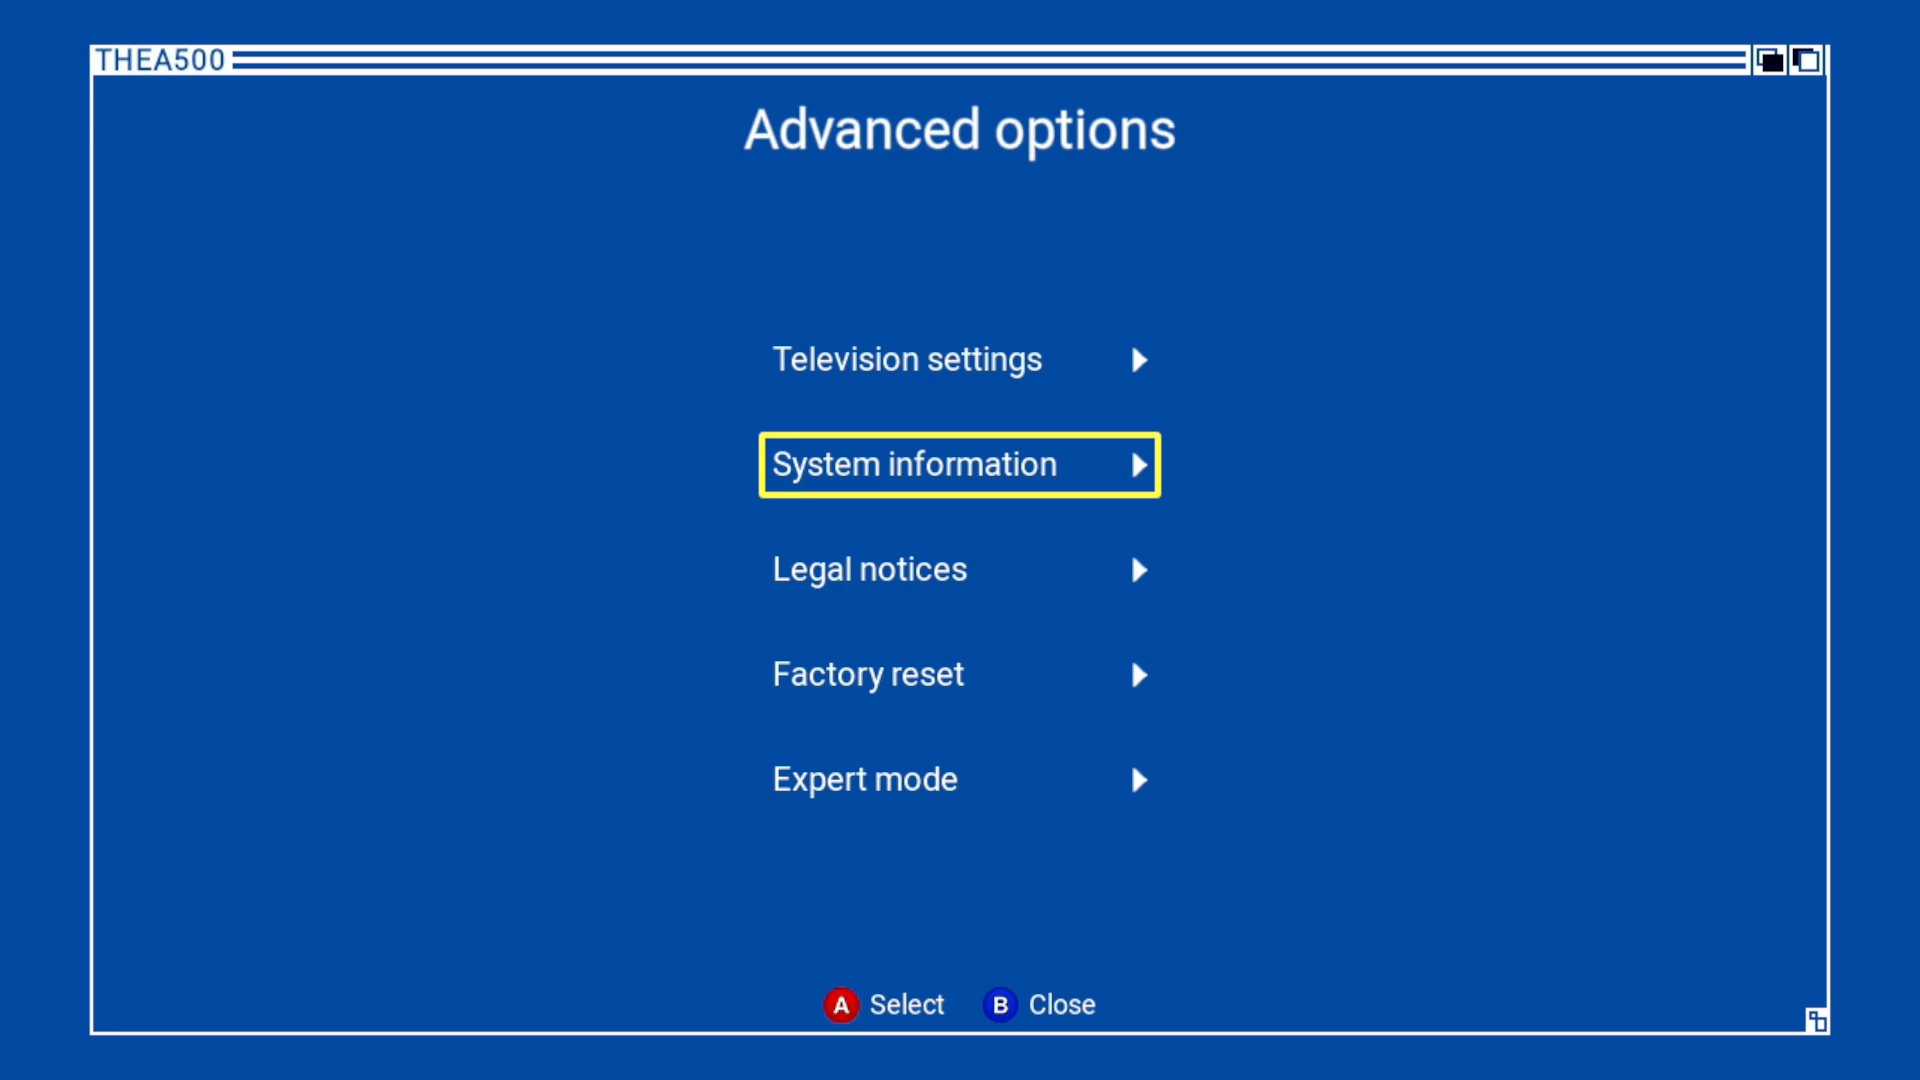 THEA500
Advanced options
Television settings
System information
Legal notices
Factory reset
Expert mode
A Select B Close